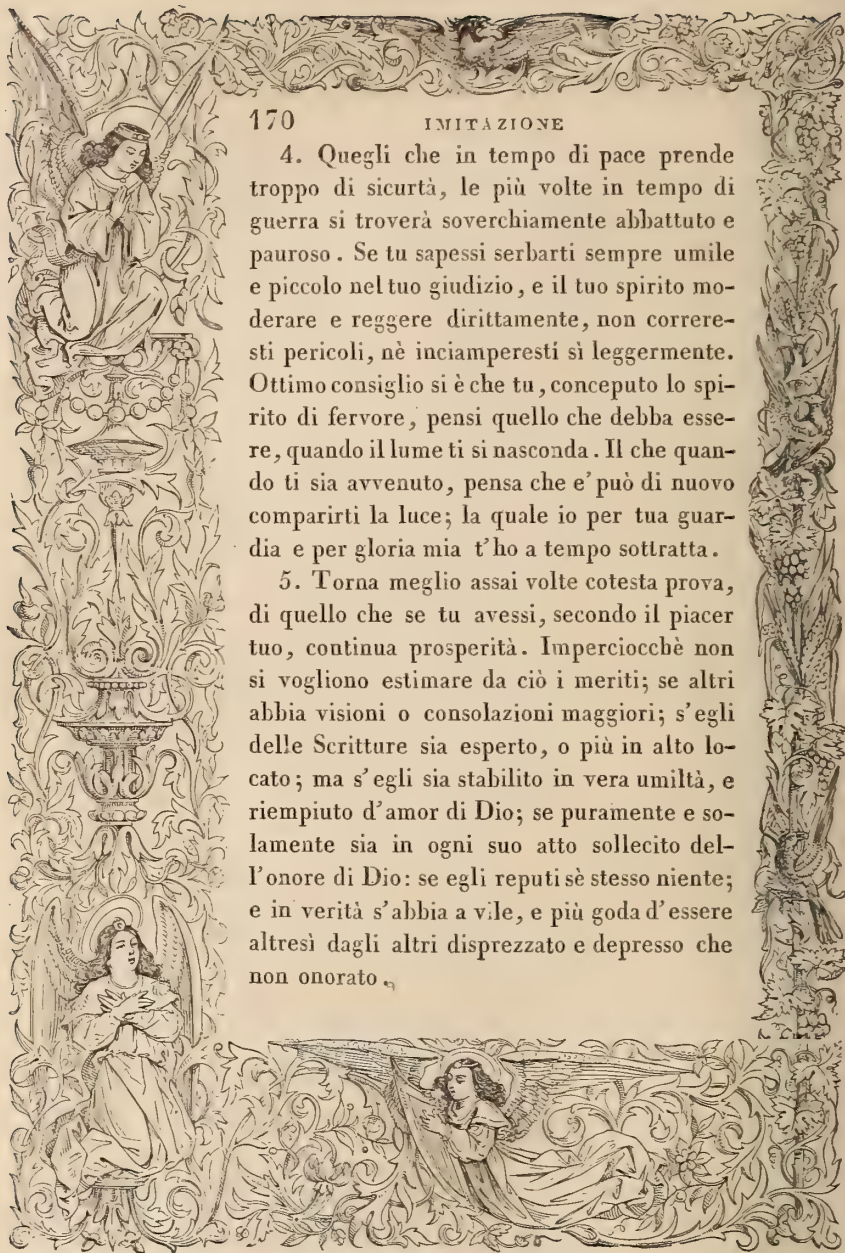 170 IMITAZIONE
4. Quegli che in tempo di pace prende
troppo di sicurtà, le più volte in tempo di
guerra si troverà soverchiamente abbattuto e
pauroso. Se tu sapessi serbarti sempre umile
e piccolo nel tuo giudizio, e il tuo spirito mo-
derare e reggere dirittamente, non correre-
sti pericoli, nè inciamperesti sì leggermente.
Ottimo consiglio si è che tu, conceputo lo spi-
rito di fervore, pensi quello che debba esse-
re, quando il lume ti si nasconda. Il che quan-
do ti sia avvenuto, pensa che e' può di nuovo
comparirti la luce; la quale io per tua guar-
dia e per gloria mia t'ho a tempo sottratta.
5. Torna meglio assai volte cotesta prova,
di quello che se tu avessi, secondo il piacer
tuo, continua prosperità. Imperciocchè non
si vogliono estimare da ciò i meriti; se altri
abbia visioni o consolazioni maggiori; s'egli
delle Scritture sia esperto, o più in alto lo-
cato; ma s'egli sia stabilito in vera umiltà, e
riempiuto d'amor di Dio; se puramente e so-
lamente sia in ogni suo atto sollecito del-
l'onore di Dio: se egli reputi sè stesso niente;
e in verità s'abbia a vile, e più goda d'essere
altresì dagli altri disprezzato e depresso che
non onorato.